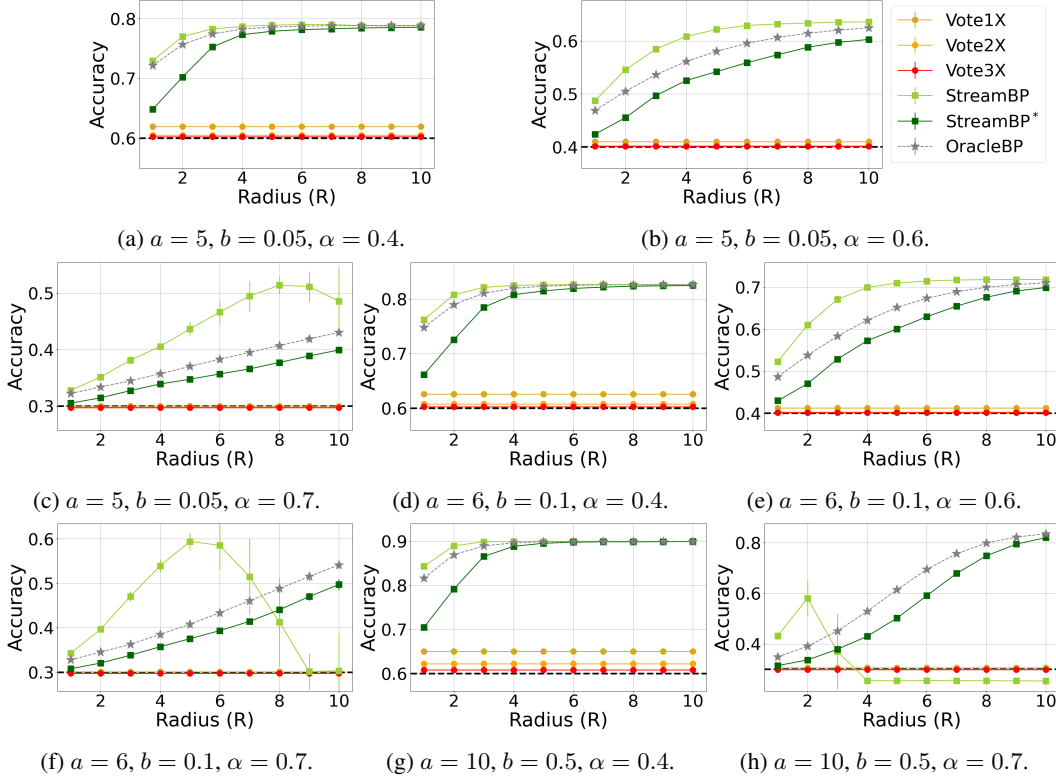 0.8
0.7
0.6
Accuracy
2 4 6 8 10
Radius (R)
(a) a = 5, b = 0.05, α = 0.4.
0.6
0.5
0.4
Accuracy
2 4 6 8 10
Radius (R)
(b) a = 5, b = 0.05, α = 0.6.
Vote1X
Vote2X
Vote3X
StreamBP
StreamBP*
OracleBP
0.5
0.4
0.3
Accuracy
2 4 6 8 10
Radius (R)
(c) a = 5, b = 0.05, α = 0.7.
0.8
0.7
0.6
Accuracy
2 4 6 8 10
Radius (R)
(d) a = 6, b = 0.1, α = 0.4.
0.7
0.6
0.5
0.4
Accuracy
2 4 6 8 10
Radius (R)
(e) a = 6, b = 0.1, α = 0.6.
0.6
0.5
0.4
0.3
Accuracy
2 4 6 8 10
Radius (R)
(f) a = 6, b = 0.1, α = 0.7.
0.9
0.8
0.7
0.6
Accuracy
2 4 6 8 10
Radius (R)
(g) a = 10, b = 0.5, α = 0.4.
0.8
0.6
0.4
Accuracy
2 4 6 8 10
Radius (R)
(h) a = 10, b = 0.5, α = 0.7.